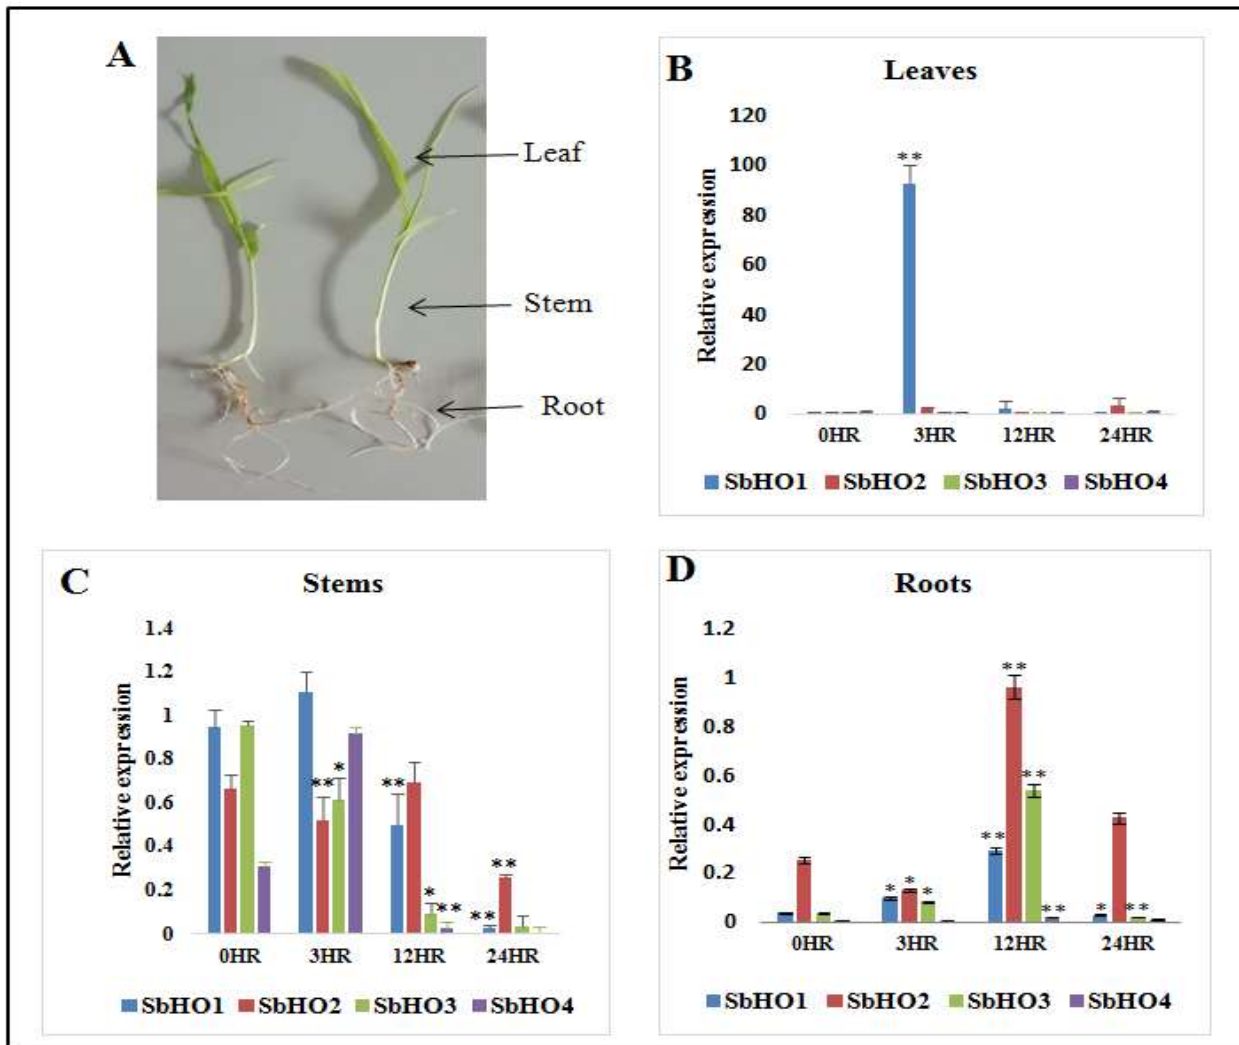 A
Leaf
Stem
Root
B
Leaves
Relative expression
120
100
80
60
40
20
0
**
0HR 3HR 12HR 24HR
SbHO1 SbHO2 SbHO3 SbHO4
C
Stems
Relative expression
1.4
1.2
1
0.8
0.6
0.4
0.2
0
** * ** * ** ** **
0HR 3HR 12HR 24HR
SbHO1 SbHO2 SbHO3 SbHO4
D
Roots
Relative expression
1.2
1
0.8
0.6
0.4
0.2
0
* * * ** ** ** ** * **
0HR 3HR 12HR 24HR
SbHO1 SbHO2 SbHO3 SbHO4